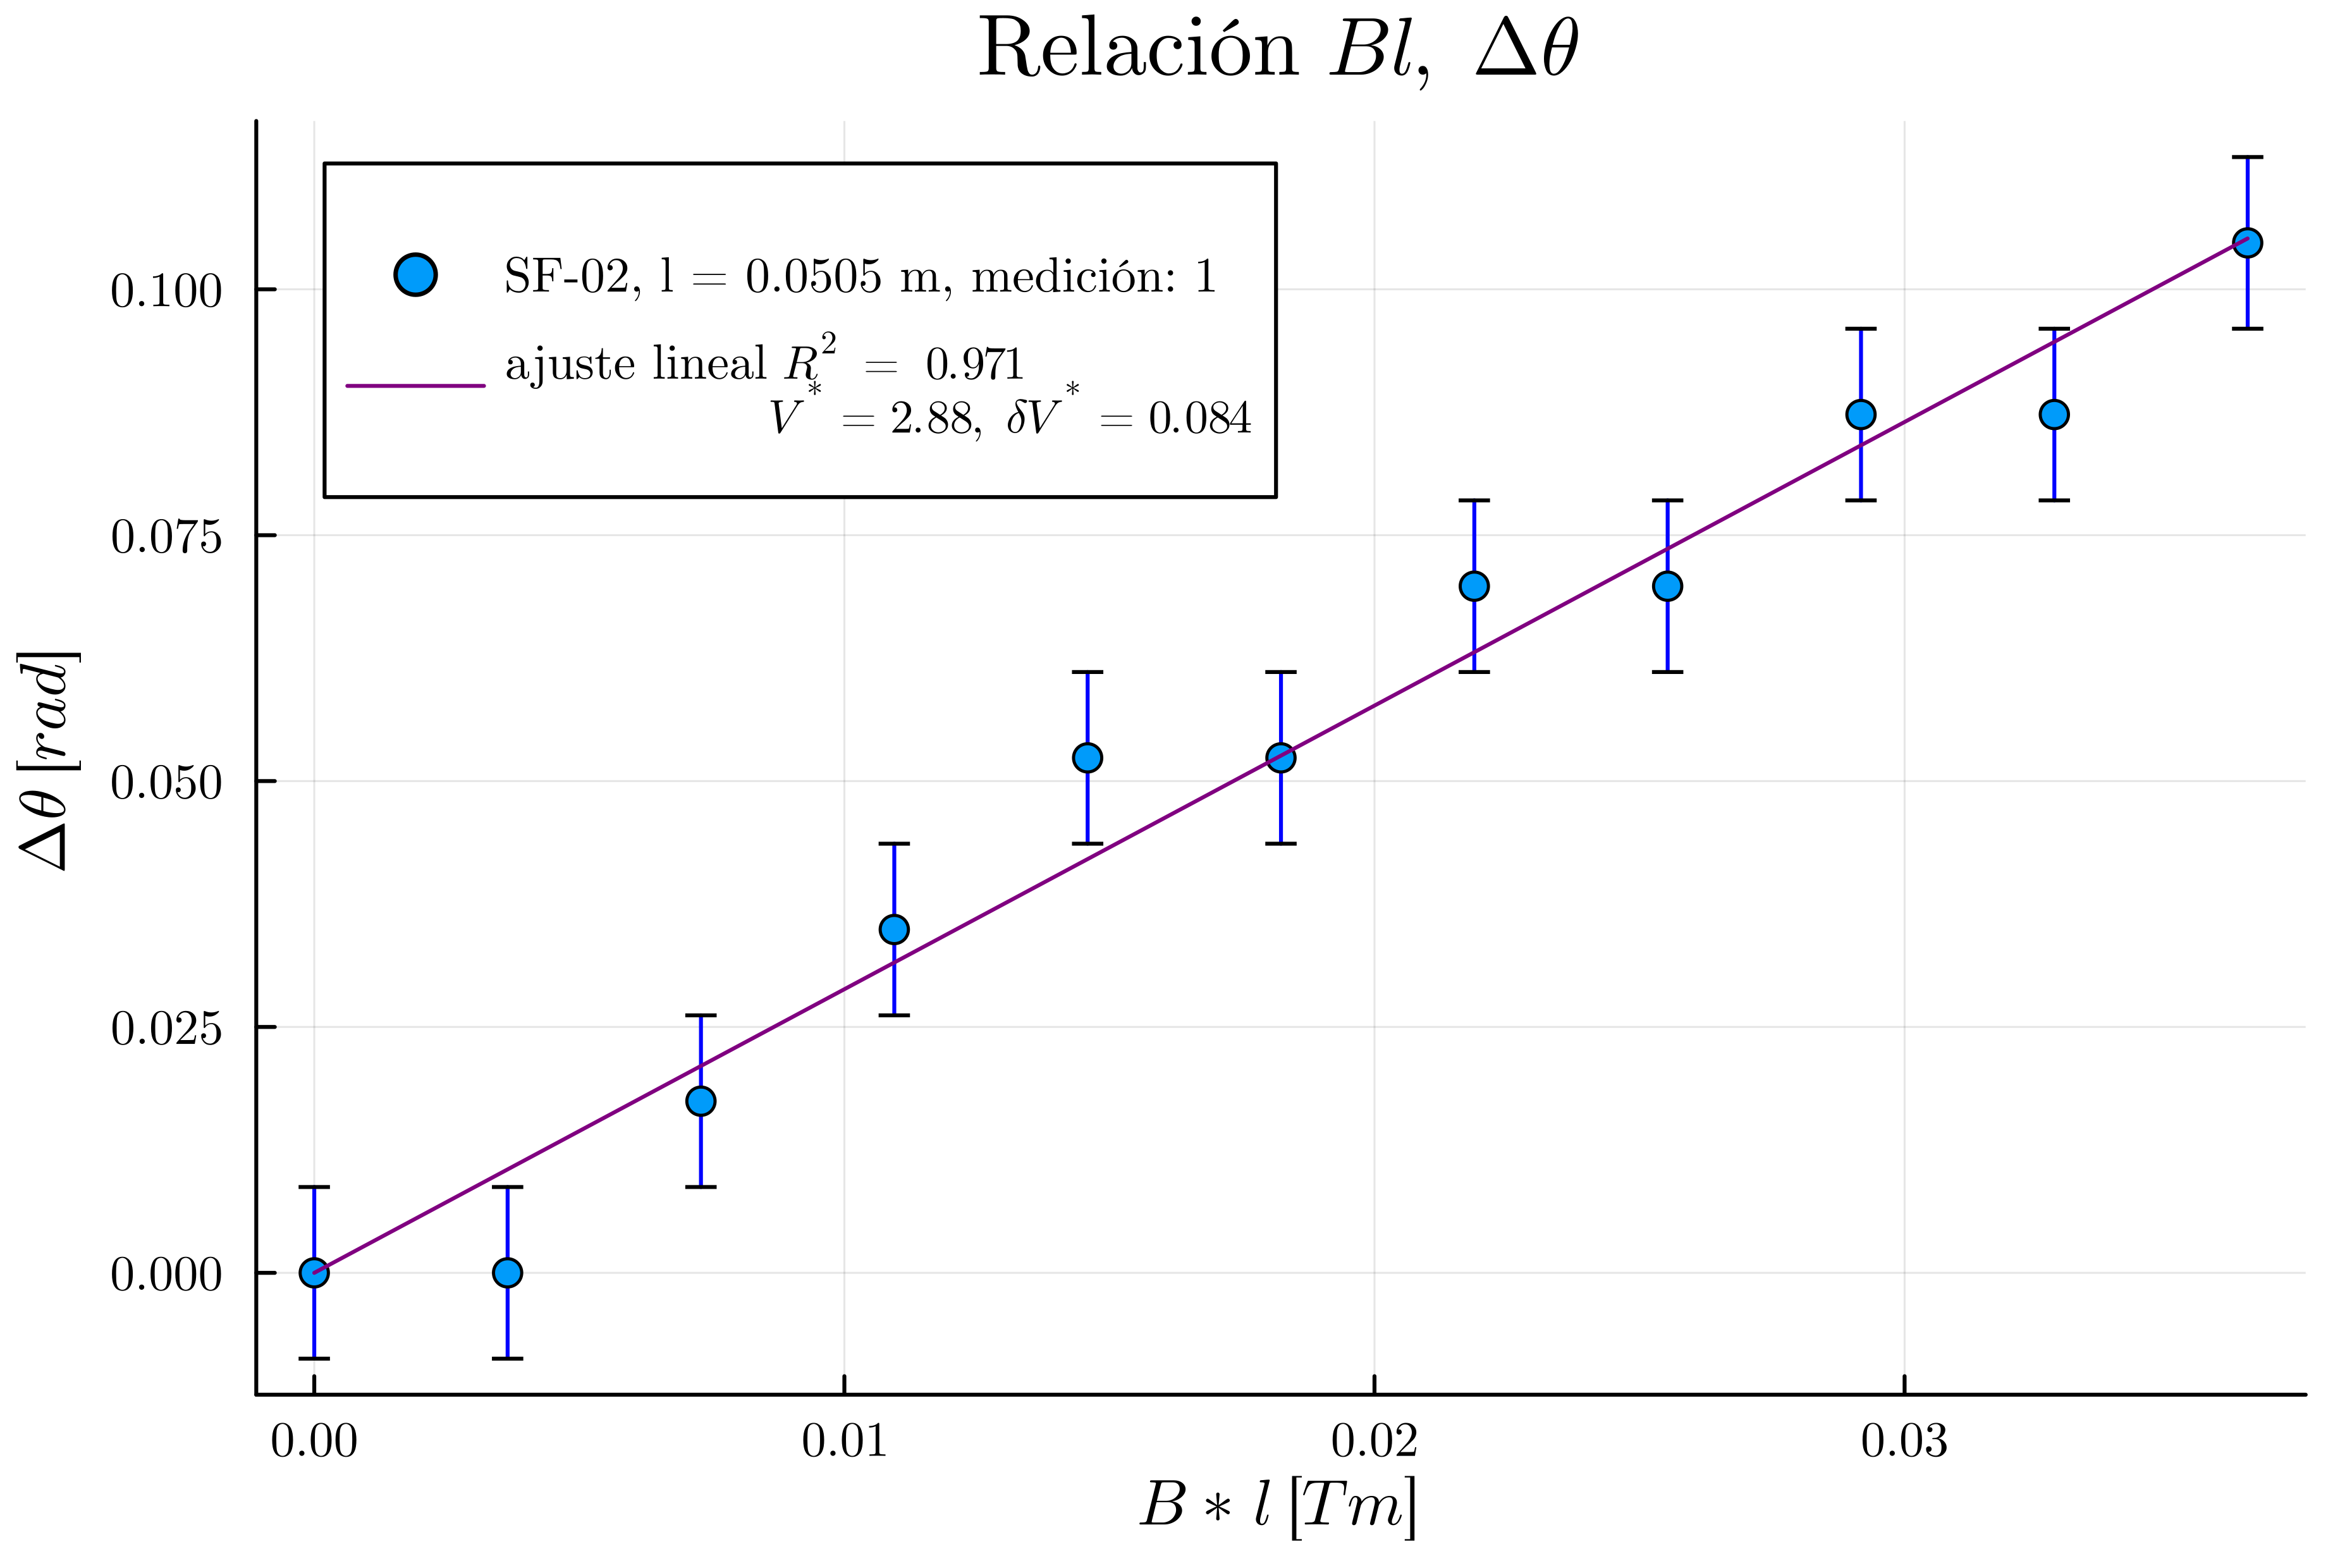 Relación Bl, Δθ
SF-02, l = 0.0505 m, medición: 1
ajuste lineal R² = 0.971
V* = 2.88, δV* = 0.084
Δθ [rad]
0.100
0.075
0.050
0.025
0.000
0.00 0.01 0.02 0.03
B * l [Tm]